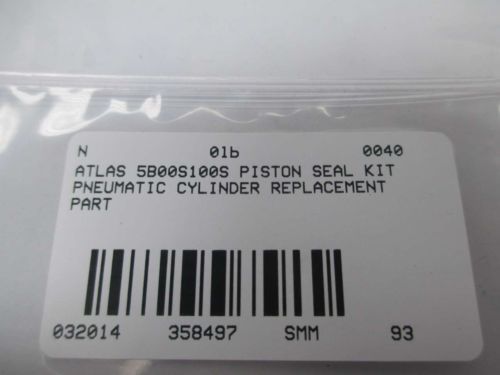 N 01b 0040
ATLAS 5B00S100S PISTON SEAL KIT
PNEUMATIC CYLINDER REPLACEMENT
PART
032014 358497 SMM 93